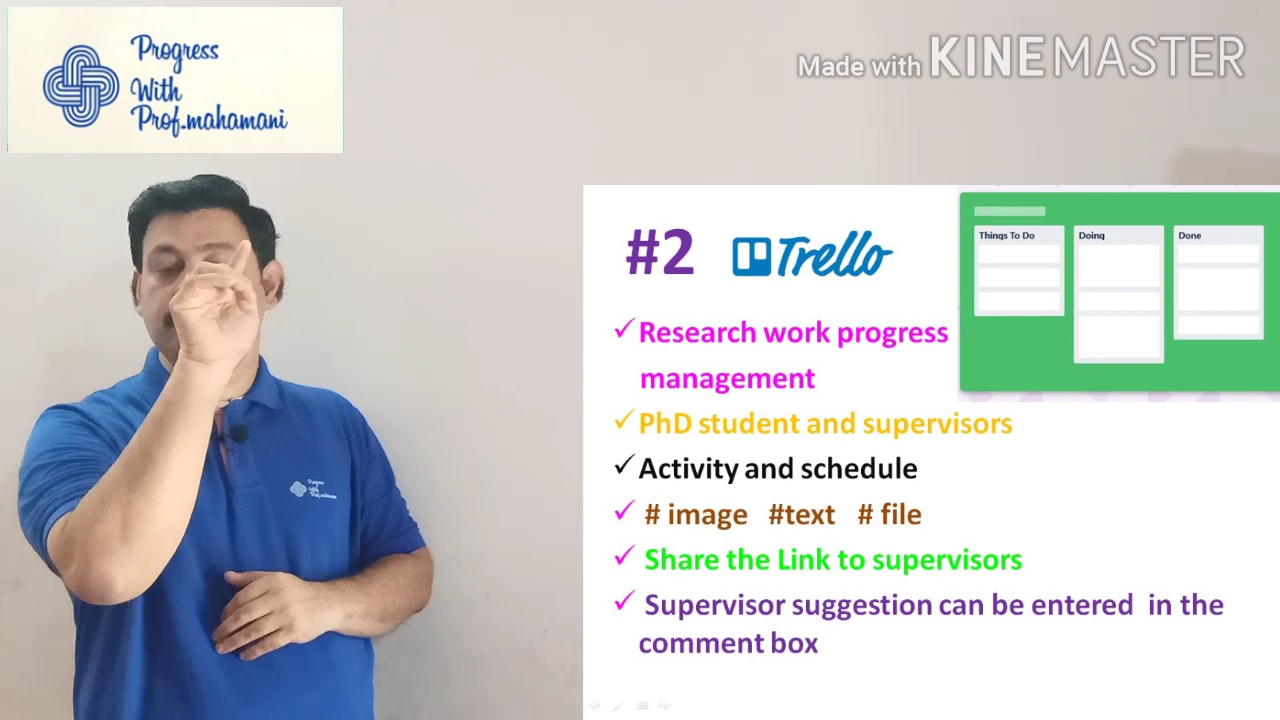 Progress
With
Prof.mahamani
Made with KINEMASTER
#2 Trello
Things To Do
Doing
Done
✓Research work progress
management
✓PhD student and supervisors
✓Activity and schedule
✓ # image #text # file
✓ Share the Link to supervisors
✓ Supervisor suggestion can be entered in the
comment box
Progress
With